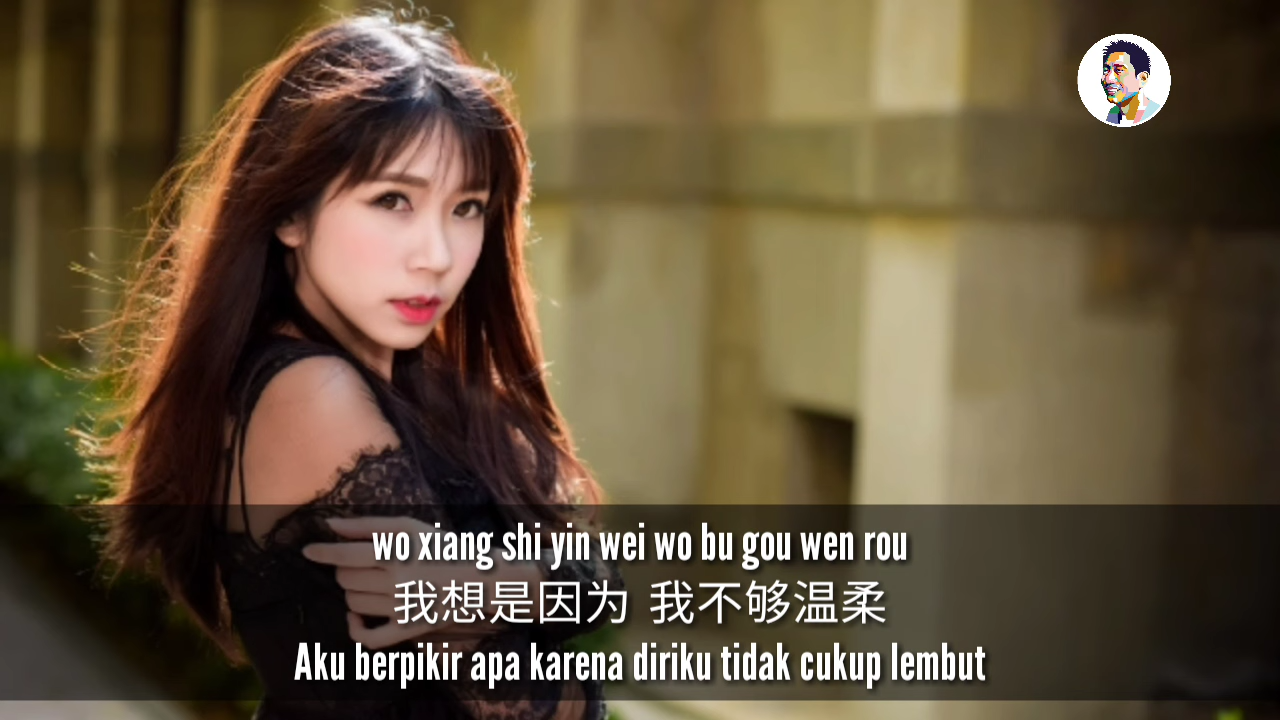 wo xiang shi yin wei wo bu gou wen rou
我想是因为 我不够温柔
Aku berpikir apa karena diriku tidak cukup lembut